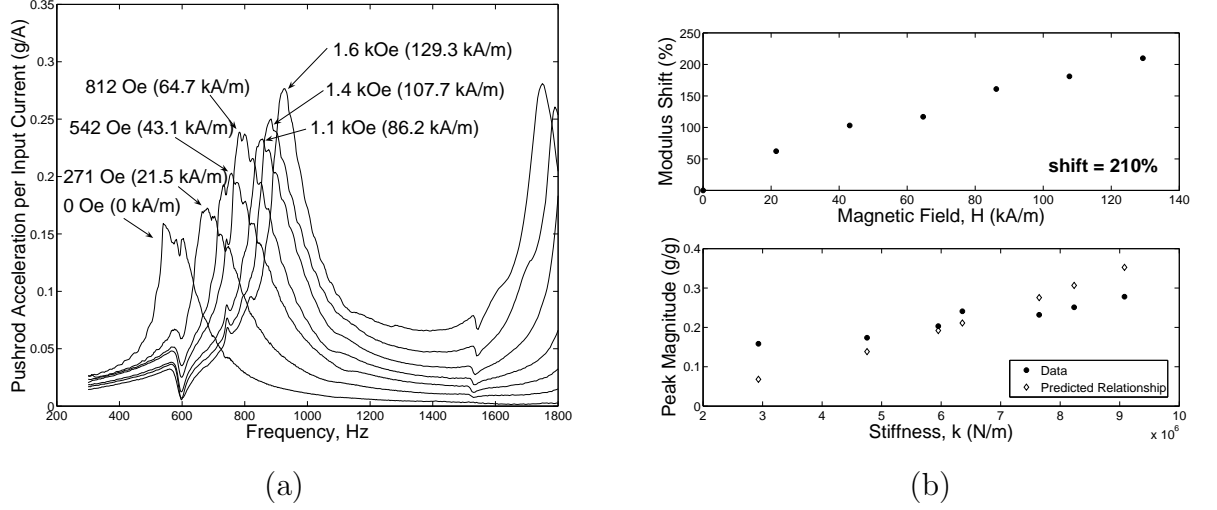 0.35
0.3
0.25
0.2
0.15
0.1
0.05
0
200
400
600
800
1000
1200
1400
1600
1800
Pushrod Acceleration per Input Current (g/A)
Frequency, Hz
1.6 kOe (129.3 kA/m)
812 Oe (64.7 kA/m)
1.4 kOe (107.7 kA/m)
542 Oe (43.1 kA/m)
1.1 kOe (86.2 kA/m)
271 Oe (21.5 kA/m)
0 Oe (0 kA/m)
(a)
250
200
150
100
50
0
0
20
40
60
80
100
120
140
Modulus Shift (%)
Magnetic Field, H (kA/m)
shift = 210%
0.4
0.3
0.2
0.1
0
2
3
4
5
6
7
8
9
10
x 10^6
Peak Magnitude (g/g)
Stiffness, k (N/m)
Data
Predicted Relationship
(b)